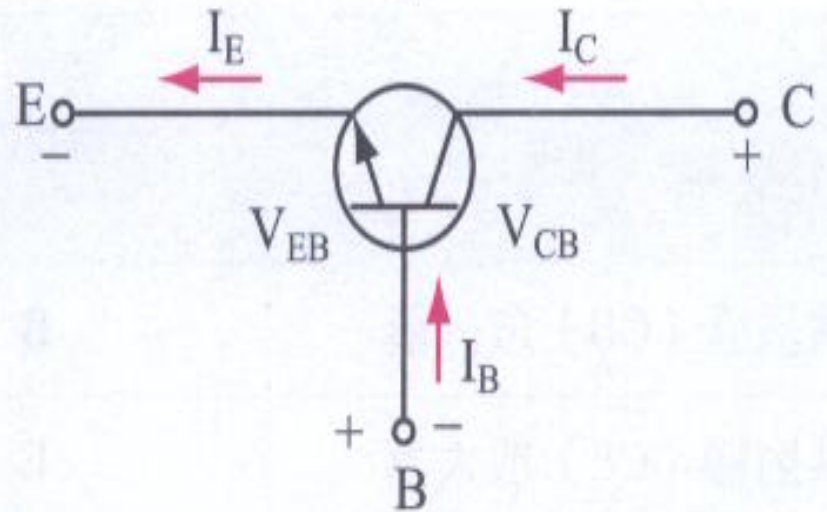 I_E I_C
E C
− +
V_EB V_CB
I_B
+ −
B